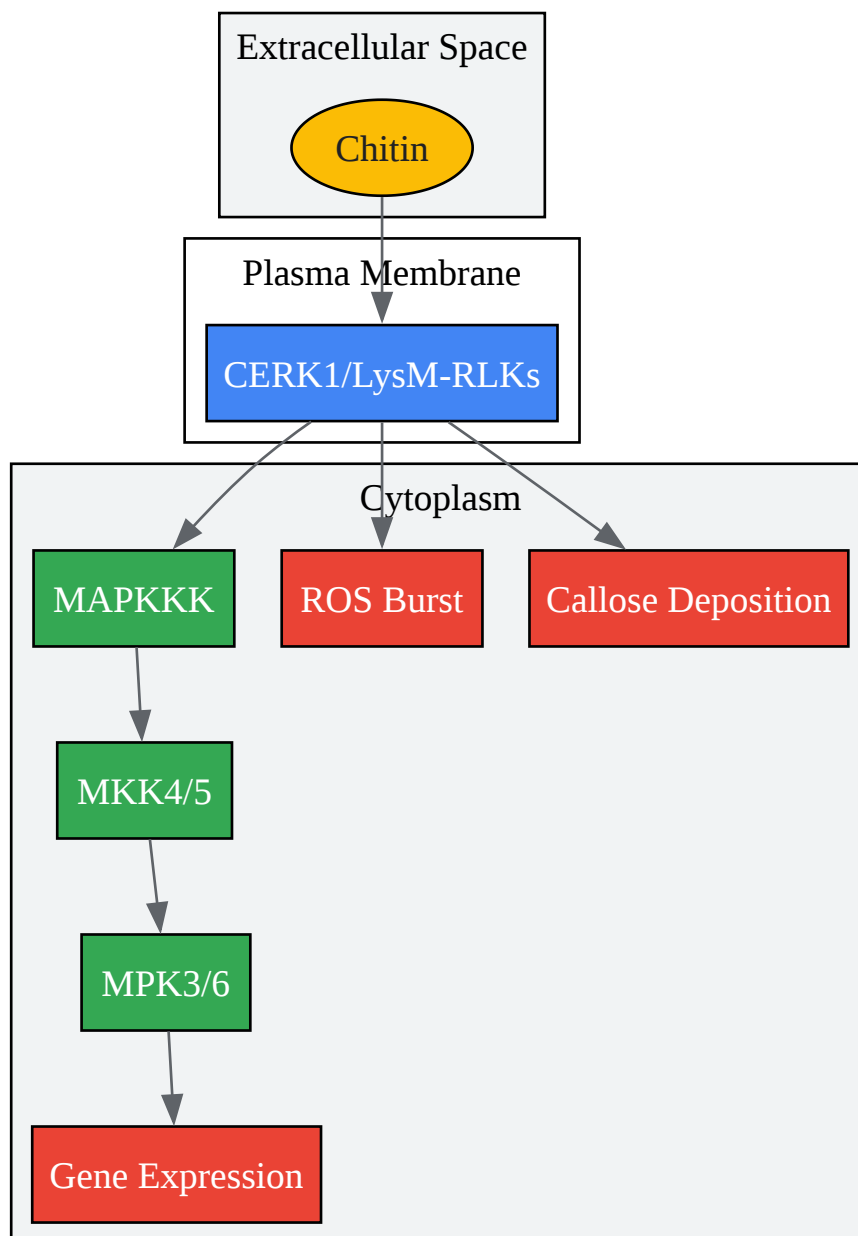 Extracellular Space
Chitin
Plasma Membrane
CERK1/LysM-RLKs
Cytoplasm
MAPKKK
ROS Burst
Callose Deposition
MKK4/5
MPK3/6
Gene Expression